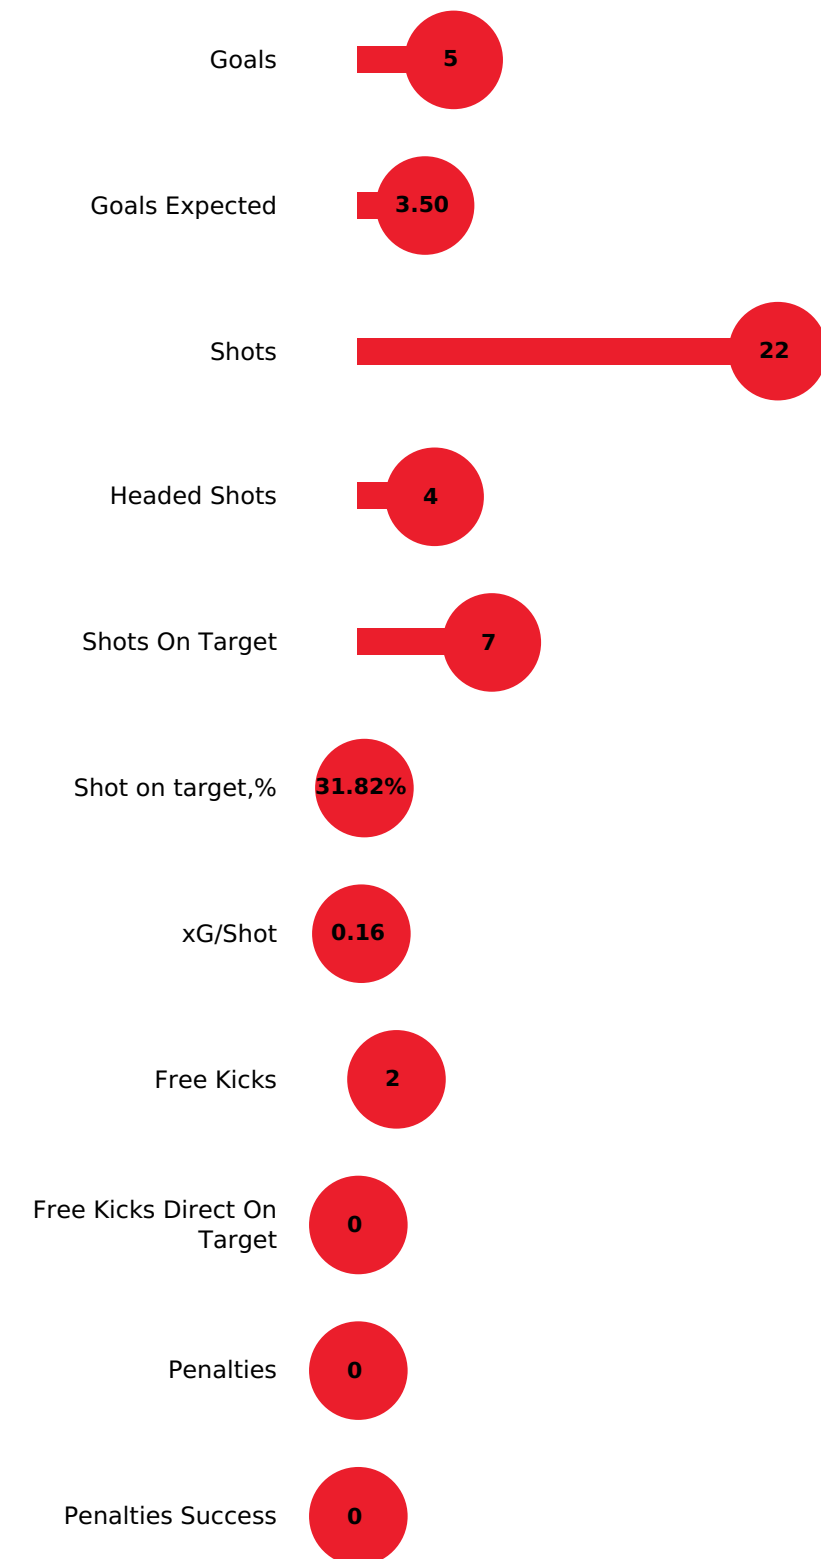 Goals
5
Goals Expected
3.50
Shots
22
Headed Shots
4
Shots On Target
7
Shot on target,%
31.82%
xG/Shot
0.16
Free Kicks
2
Free Kicks Direct On
Target
0
Penalties
0
Penalties Success
0